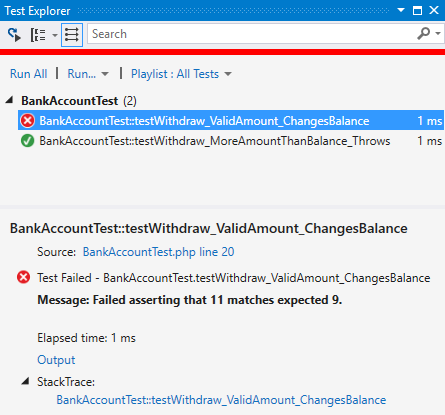 Test Explorer
Search
Run All | Run... | Playlist : All Tests
BankAccountTest (2)
BankAccountTest::testWithdraw_ValidAmount_ChangesBalance 1 ms
BankAccountTest::testWithdraw_MoreAmountThanBalance_Throws 1 ms
BankAccountTest::testWithdraw_ValidAmount_ChangesBalance
Source: BankAccountTest.php line 20
Test Failed - BankAccountTest.testWithdraw_ValidAmount_ChangesBalance
Message: Failed asserting that 11 matches expected 9.
Elapsed time: 1 ms
Output
StackTrace:
BankAccountTest::testWithdraw_ValidAmount_ChangesBalance